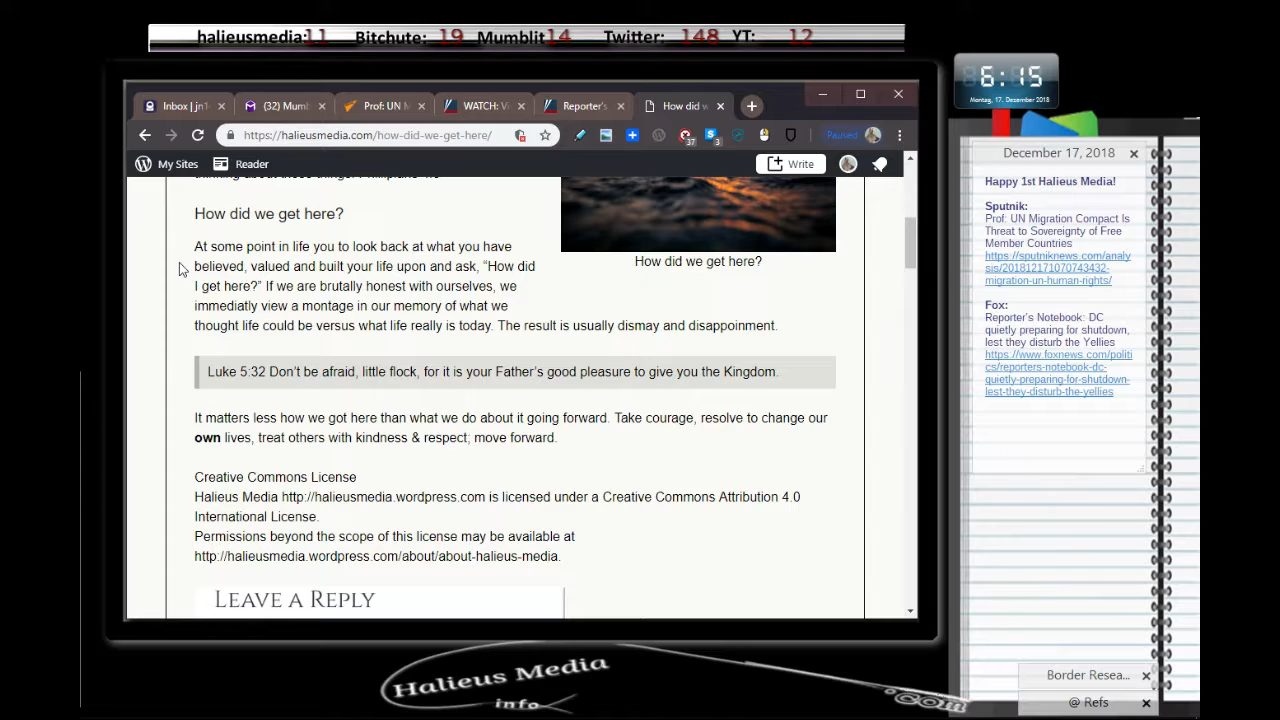 halieusmedia: 11 Bitchute: 19 Mumblit 14 Twitter: 148 YT: 12
6:15
Montag, 17. Dezember 2018
Inbox | jn1 (32) Mum Prof: UN M WATCH: V Reporter's How did w
https://halieusmedia.com/how-did-we-get-here/ 37 3 Paused
My Sites Reader Write
How did we get here?
How did we get here?
At some point in life you to look back at what you have
believed, valued and built your life upon and ask, “How did
I get here?” If we are brutally honest with ourselves, we
immediatly view a montage in our memory of what we
thought life could be versus what life really is today. The result is usually dismay and disappointment.
Luke 5:32 Don’t be afraid, little flock, for it is your Father’s good pleasure to give you the Kingdom.
It matters less how we got here than what we do about it going forward. Take courage, resolve to change our
own lives, treat others with kindness & respect; move forward.
Creative Commons License
Halieus Media http://halieusmedia.wordpress.com is licensed under a Creative Commons Attribution 4.0
International License.
Permissions beyond the scope of this license may be available at
http://halieusmedia.wordpress.com/about/about-halieus-media.
LEAVE A REPLY
December 17, 2018
Happy 1st Halieus Media!
Sputnik:
Prof: UN Migration Compact Is
Threat to Sovereignty of Free
Member Countries
https://sputniknews.com/analy
sis/201812171070743432-
migration-un-human-rights/
Fox:
Reporter’s Notebook: DC
quietly preparing for shutdown,
lest they disturb the Yellies
https://www.foxnews.com/politi
cs/reporters-notebook-dc-
quietly-preparing-for-shutdown-
lest-they-disturb-the-yellies
Border Resea...
@ Refs
Halieus Media
info
.com